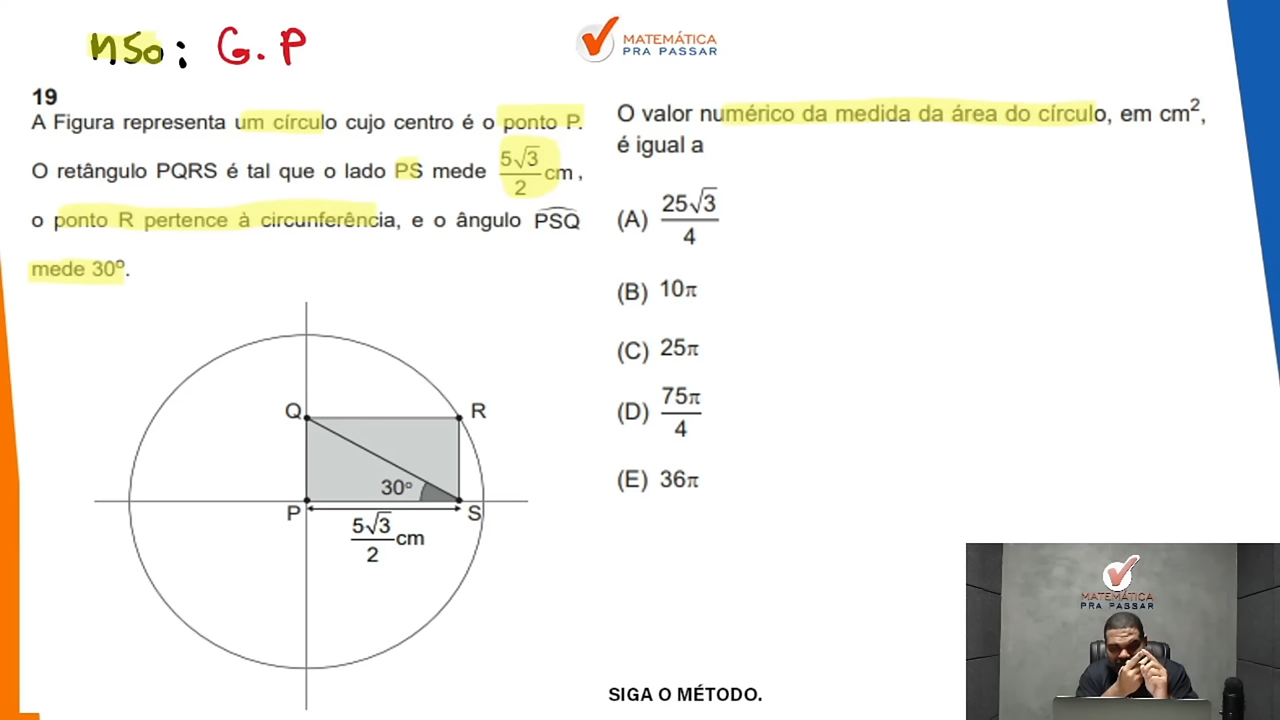 nso: G.P
MATEMÁTICA
PRA PASSAR
19
A Figura representa um círculo cujo centro é o ponto P.
O retângulo PQRS é tal que o lado PS mede 5√3/2 cm,
o ponto R pertence à circunferência, e o ângulo PSQ
mede 30º.
Q
R
30°
P
S
5√3/2 cm
O valor numérico da medida da área do círculo, em cm²,
é igual a
(A) 25√3/4
(B) 10π
(C) 25π
(D) 75π/4
(E) 36π
MATEMÁTICA
PRA PASSAR
SIGA O MÉTODO.